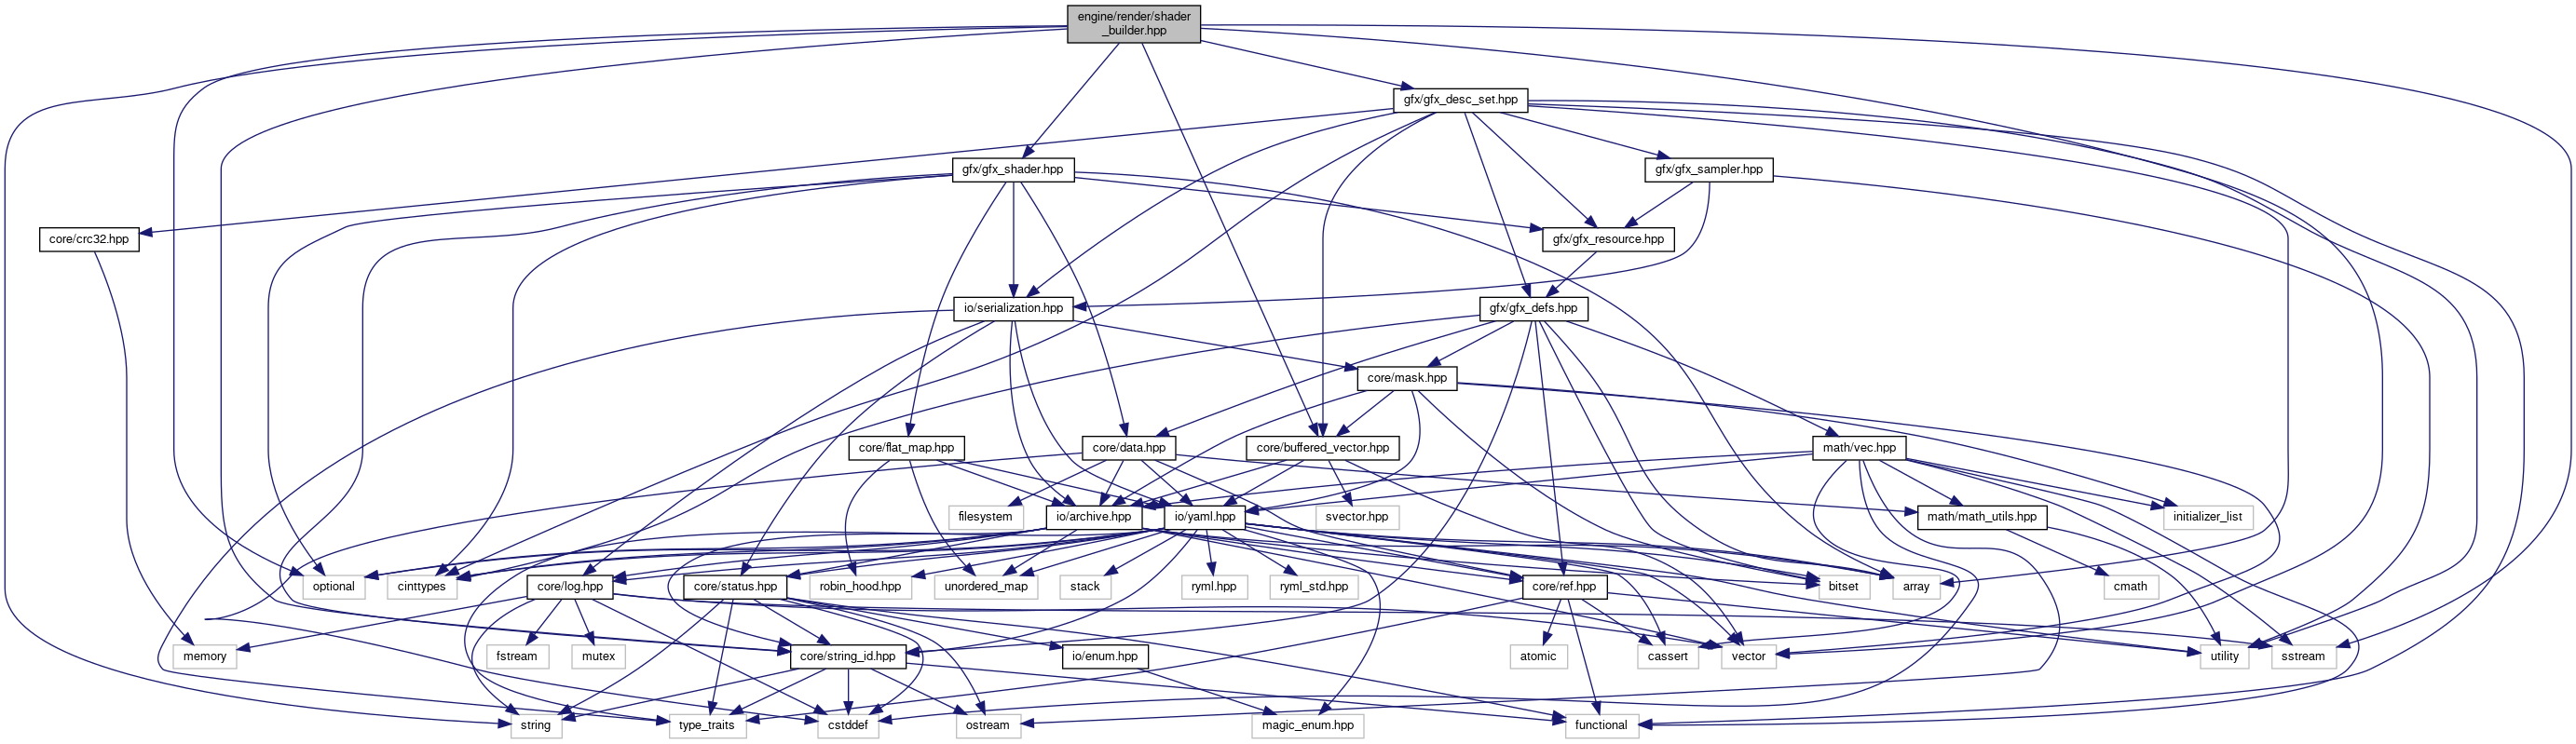 engine/render/shader
_builder.hpp
gfx/gfx_desc_set.hpp
gfx/gfx_shader.hpp
gfx/gfx_sampler.hpp
core/crc32.hpp
gfx/gfx_resource.hpp
io/serialization.hpp
gfx/gfx_defs.hpp
core/mask.hpp
core/flat_map.hpp
core/data.hpp
core/buffered_vector.hpp
math/vec.hpp
filesystem
io/archive.hpp
io/yaml.hpp
svector.hpp
math/math_utils.hpp
initializer_list
optional
cinttypes
core/log.hpp
core/status.hpp
robin_hood.hpp
unordered_map
stack
ryml.hpp
ryml_std.hpp
core/ref.hpp
bitset
array
cmath
memory
fstream
mutex
core/string_id.hpp
io/enum.hpp
atomic
cassert
vector
utility
sstream
string
type_traits
cstddef
ostream
magic_enum.hpp
functional